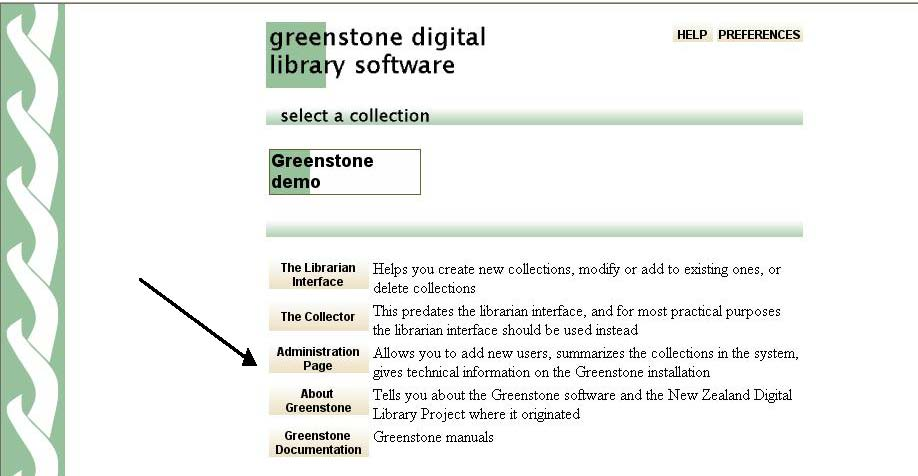 greenstone digital
library software
HELP PREFERENCES
select a collection
Greenstone
demo
The Librarian
Interface
Helps you create new collections, modify or add to existing ones, or
delete collections
The Collector
This predates the librarian interface, and for most practical purposes
the librarian interface should be used instead
Administration
Page
Allows you to add new users, summarizes the collections in the system,
gives technical information on the Greenstone installation
About
Greenstone
Tells you about the Greenstone software and the New Zealand Digital
Library Project where it originated
Greenstone
Documentation
Greenstone manuals